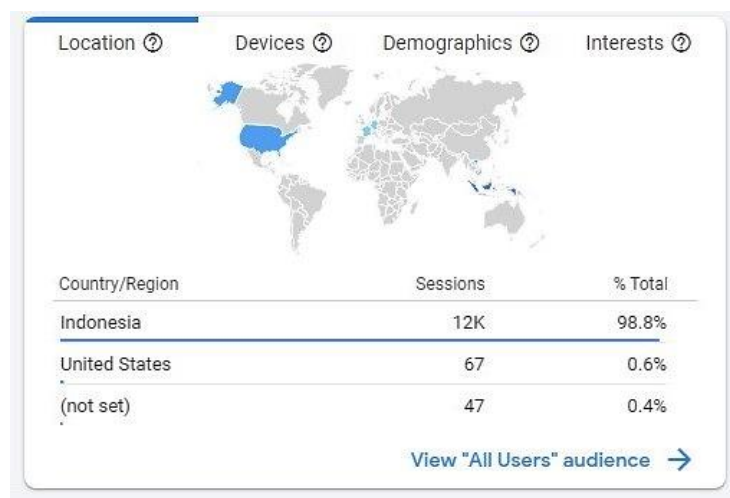 Location Devices Demographics Interests
Country/Region Sessions % Total
Indonesia 12K 98.8%
United States 67 0.6%
(not set) 47 0.4%
View "All Users" audience